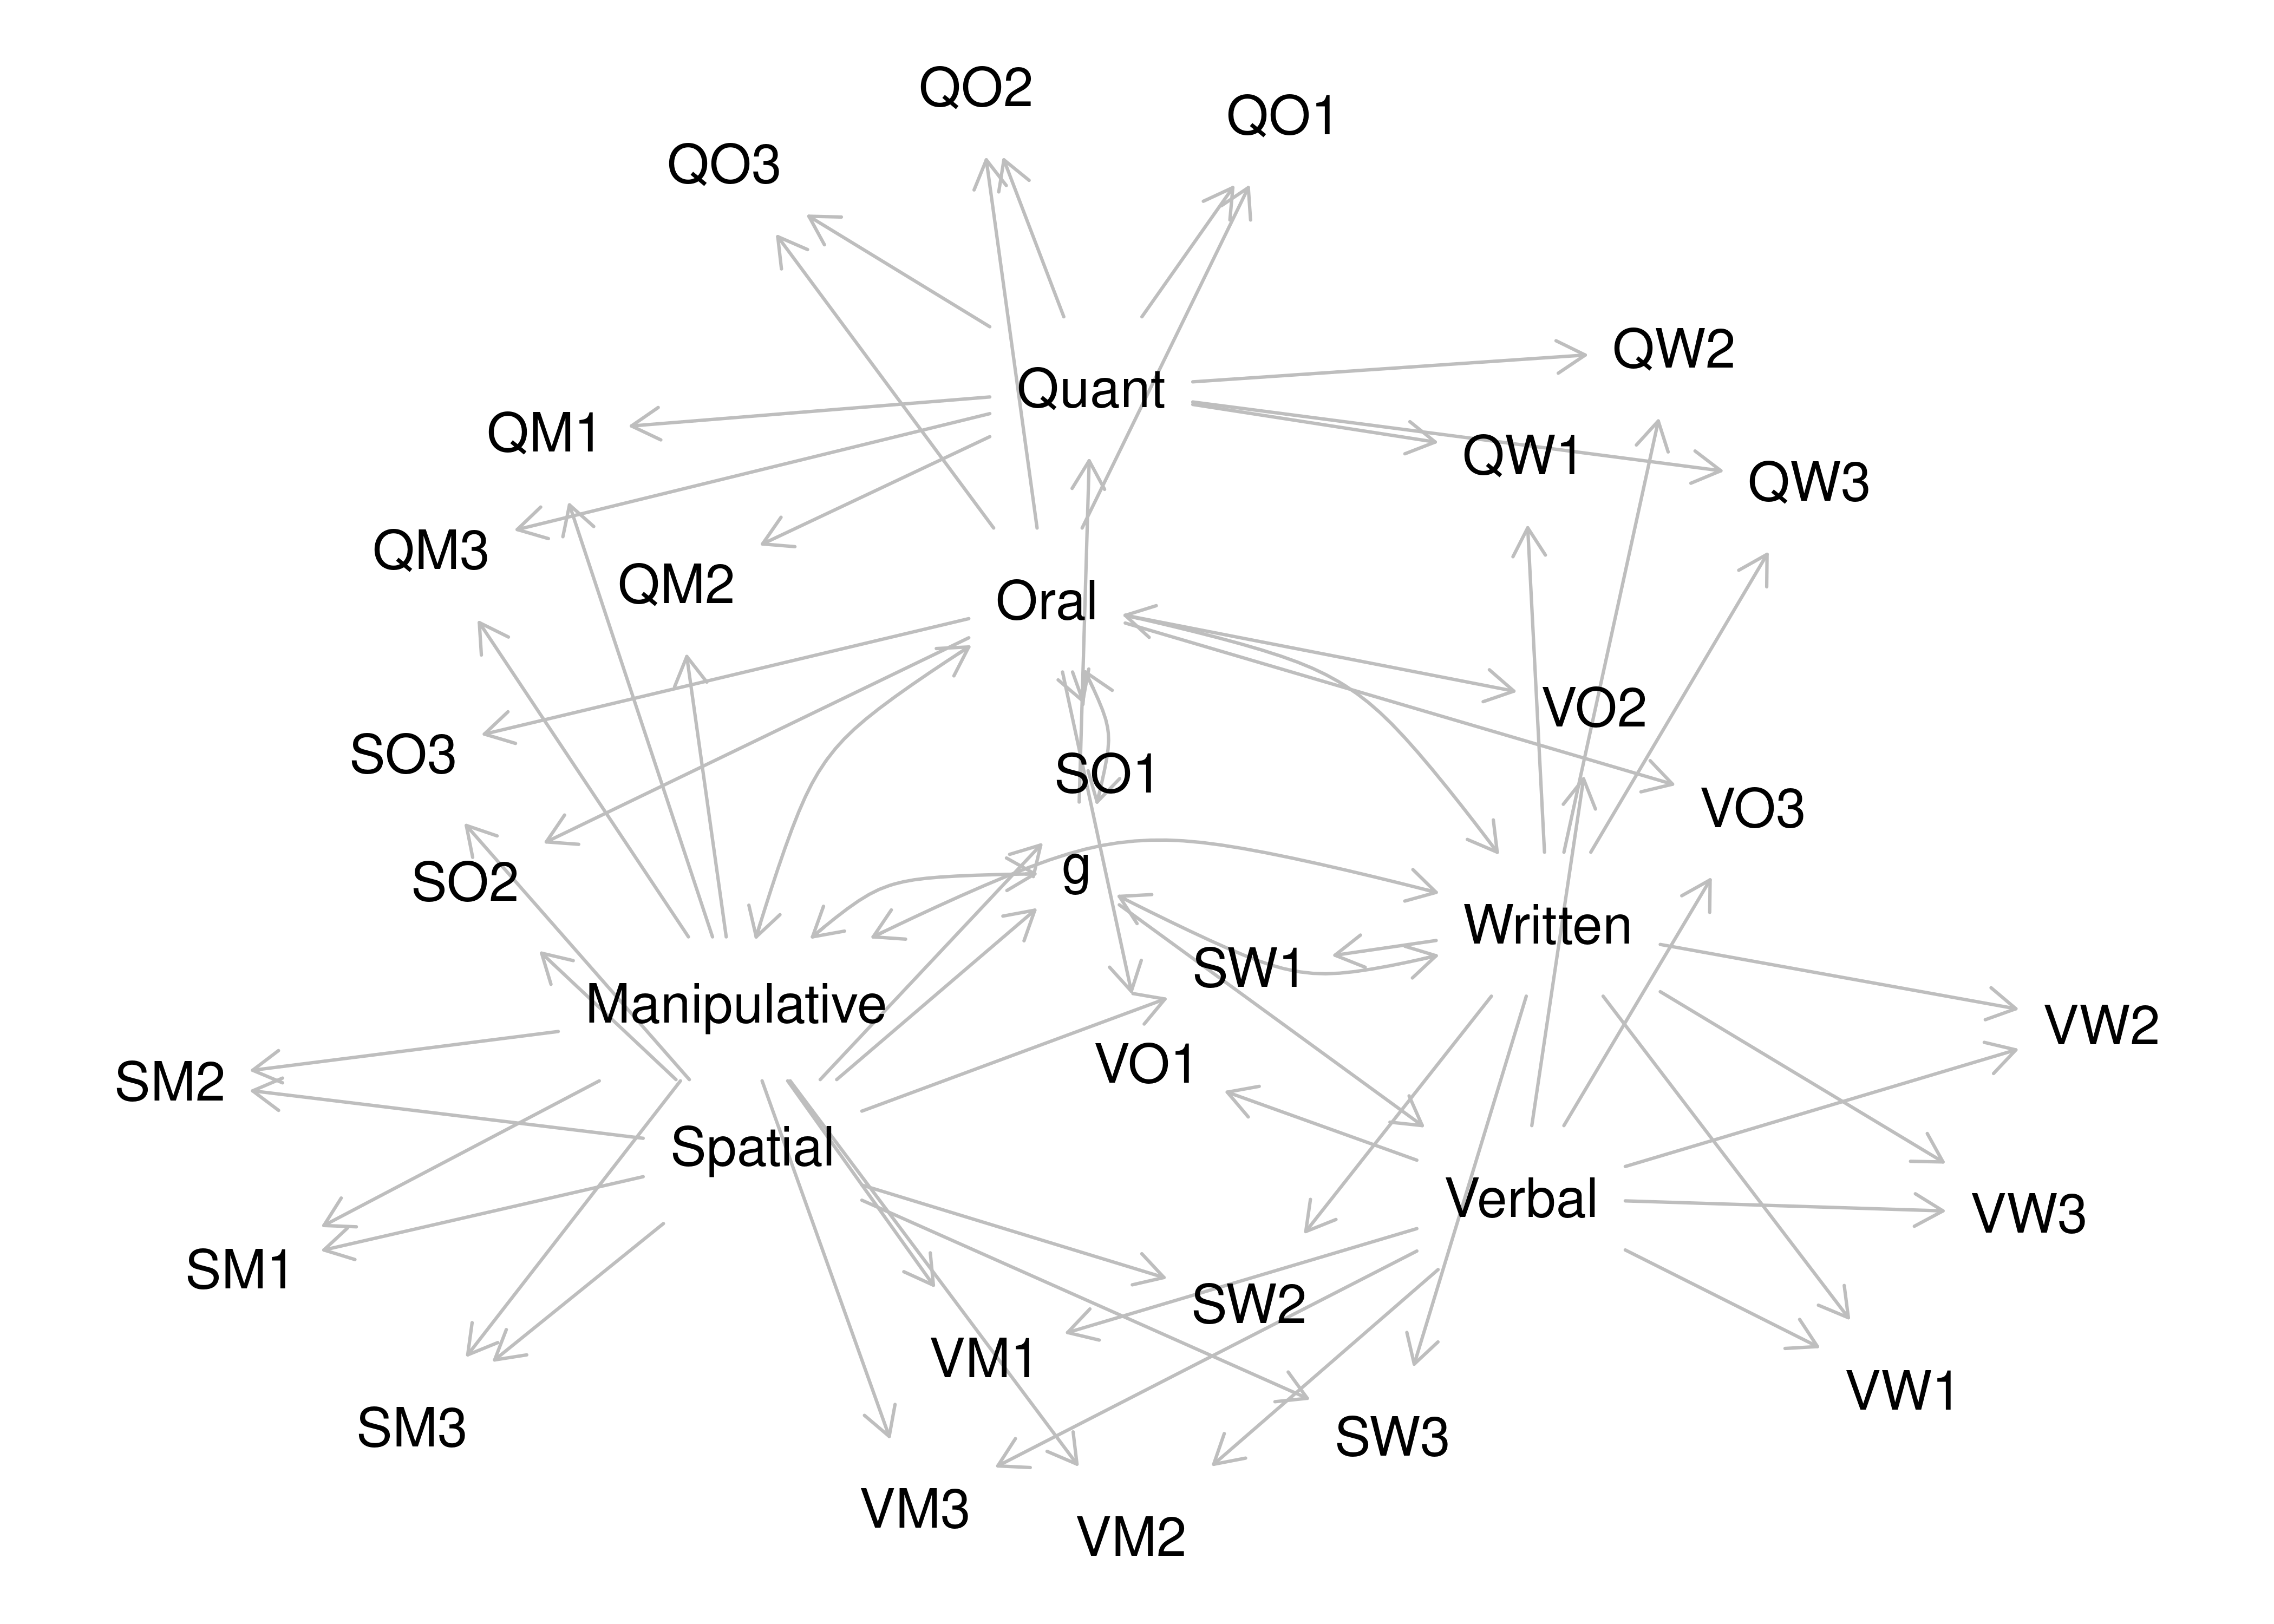 QO2
QO1
QO3
QW2
Quant
QM1
QW1
QW3
QM3
QM2
Oral
VO2
SO3
SO1
VO3
g
SO2
Written
SW1
Manipulative
VW2
VO1
SM2
Spatial
Verbal
VW3
SM1
SW2
VM1
VW1
SM3
SW3
VM3
VM2